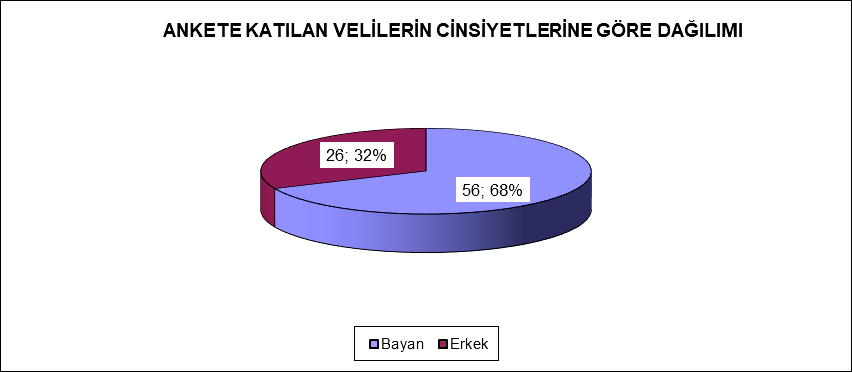 ANKETE KATILAN VELİLERİN CİNSİYETLERİNE GÖRE DAĞILIMI
26; 32%
56; 68%
Bayan Erkek